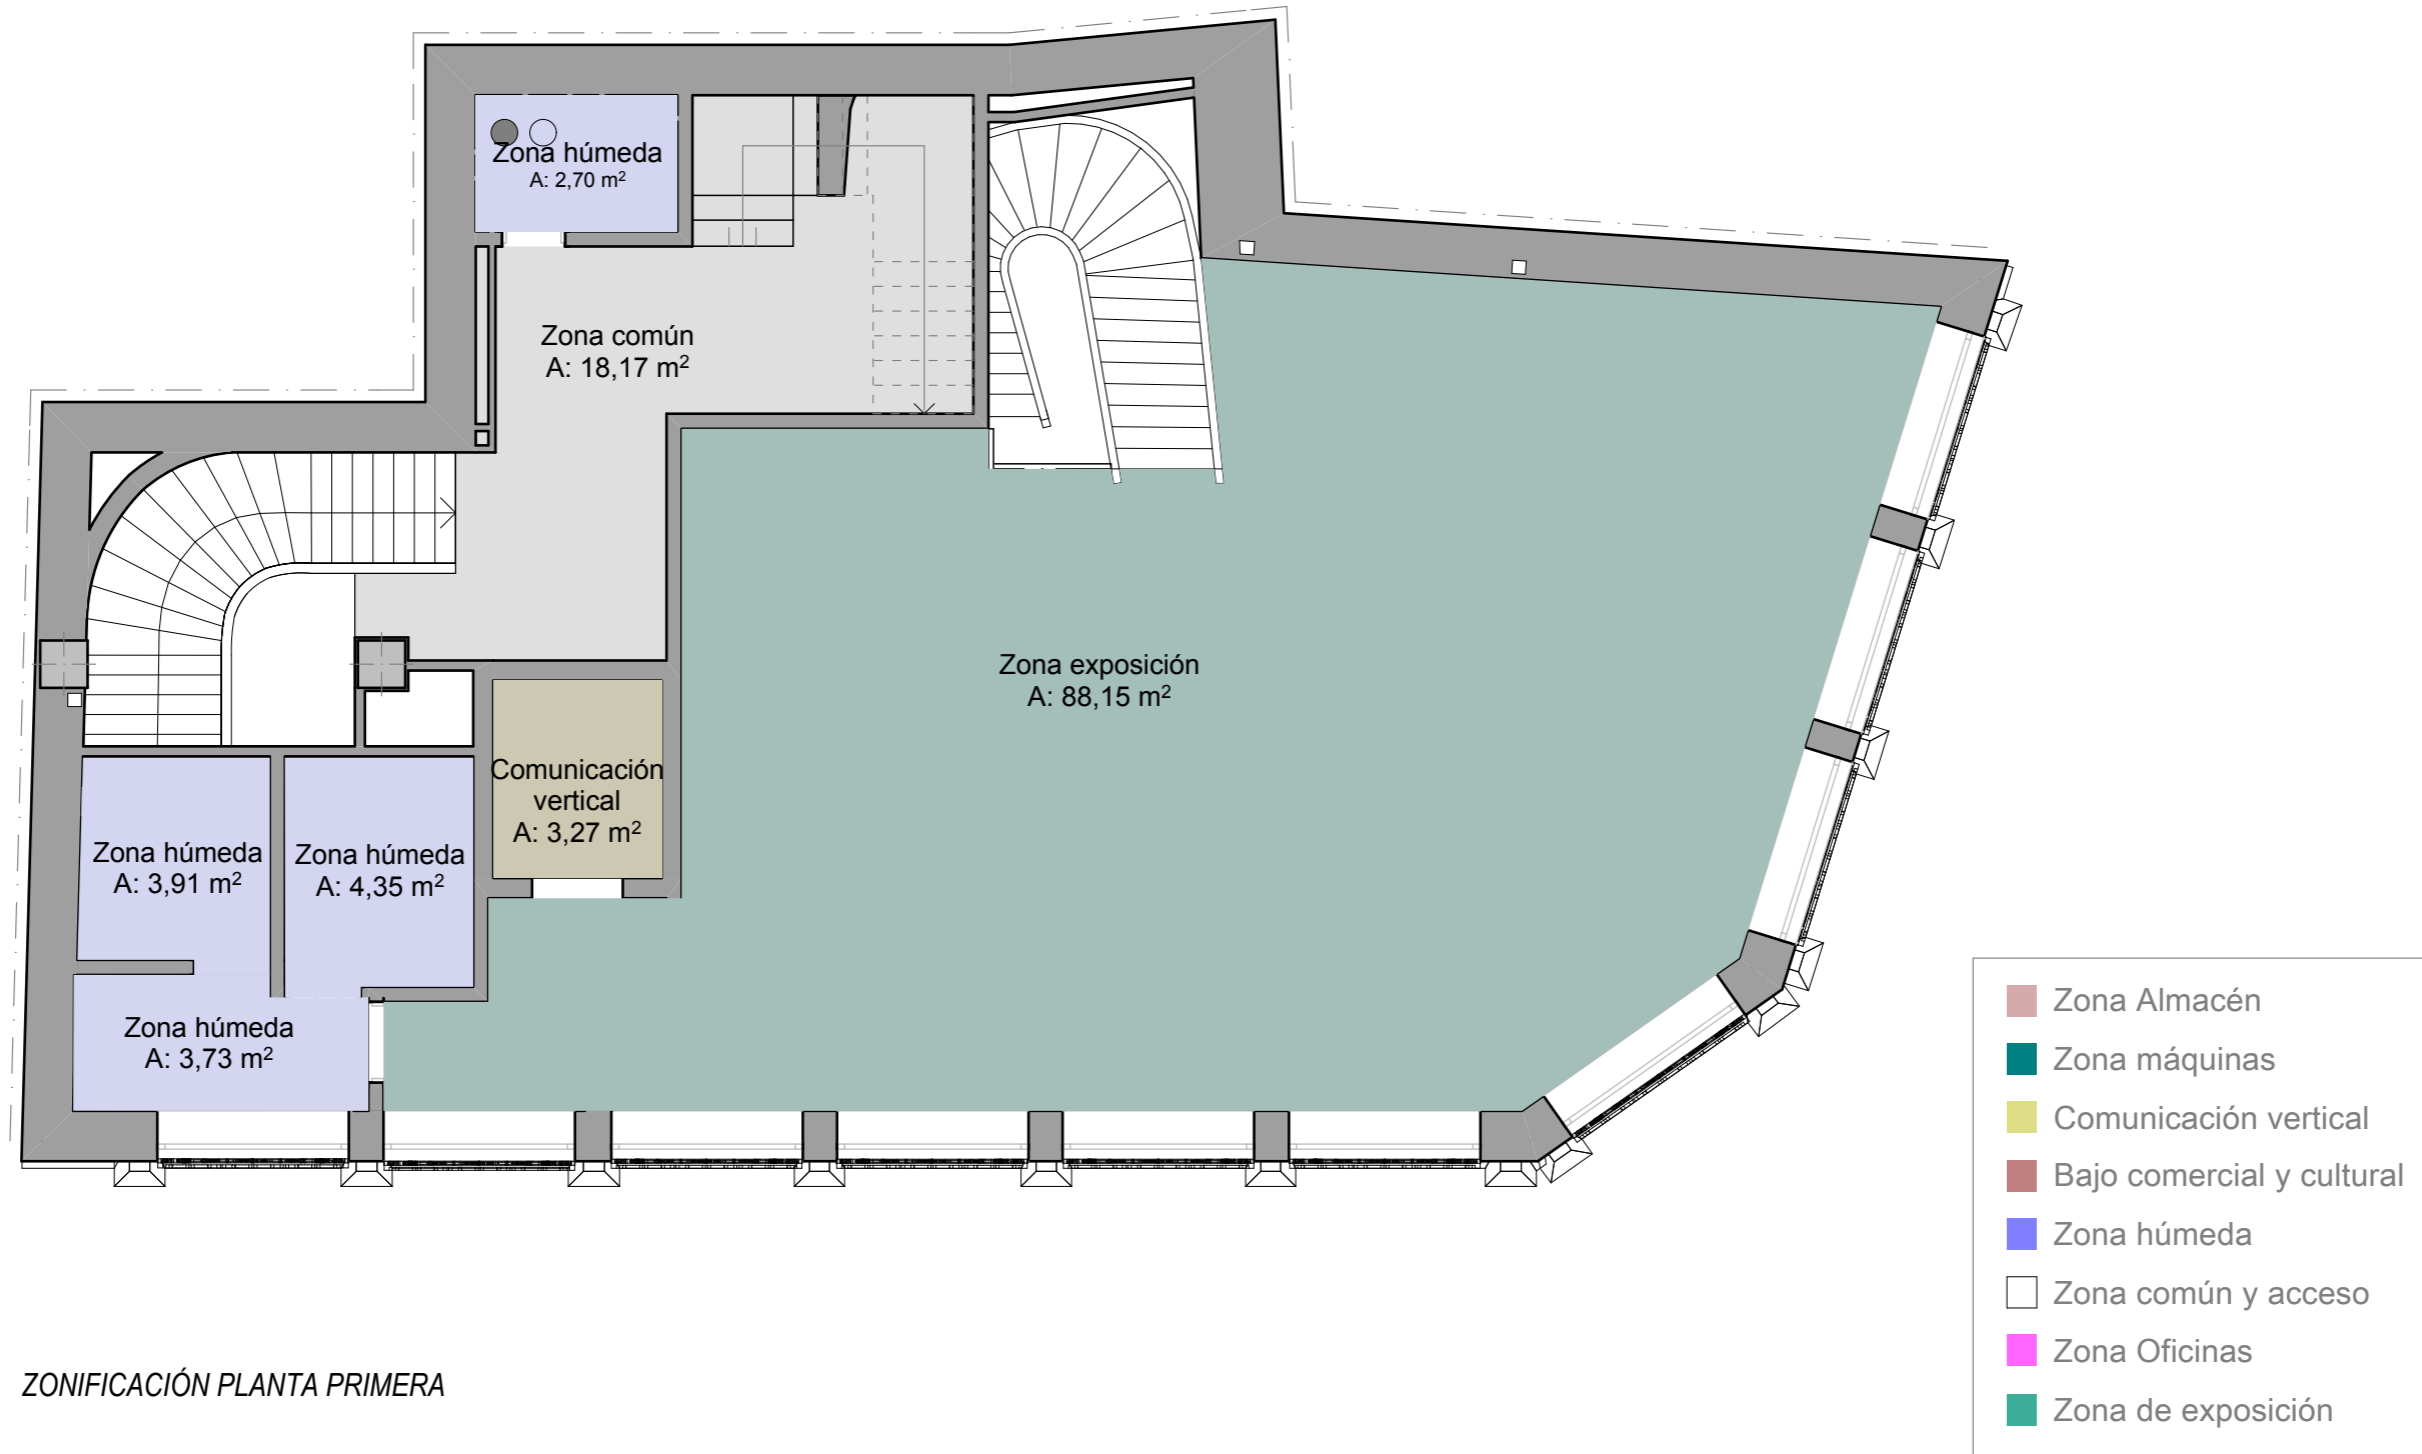 Zona húmeda
A: 2,70 m²
Zona común
A: 18,17 m²
Zona exposición
A: 88,15 m²
Comunicación
vertical
A: 3,27 m²
Zona húmeda
A: 3,91 m²
Zona húmeda
A: 4,35 m²
Zona húmeda
A: 3,73 m²
Zona Almacén
Zona máquinas
Comunicación vertical
Bajo comercial y cultural
Zona húmeda
Zona común y acceso
Zona Oficinas
Zona de exposición
ZONIFICACIÓN PLANTA PRIMERA